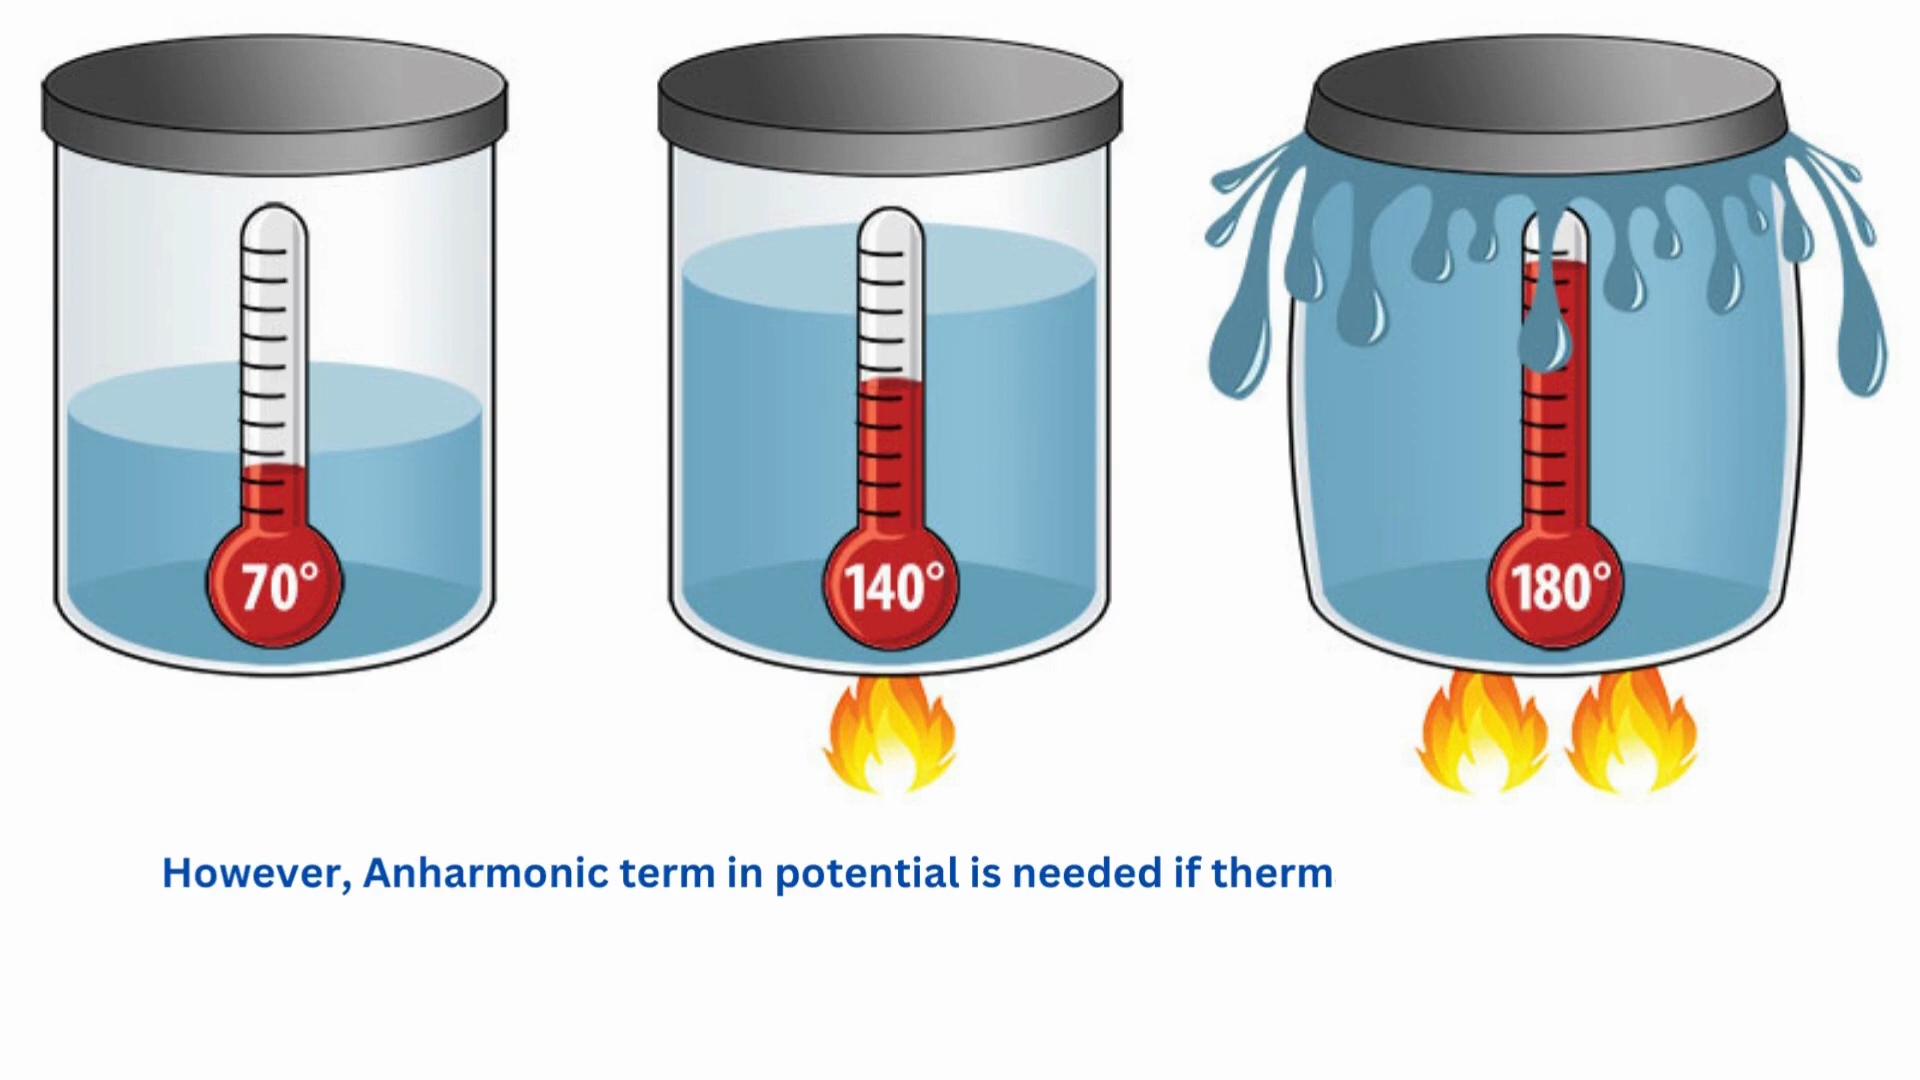 70°
140°
180°
However, Anharmonic term in potential is needed if therm